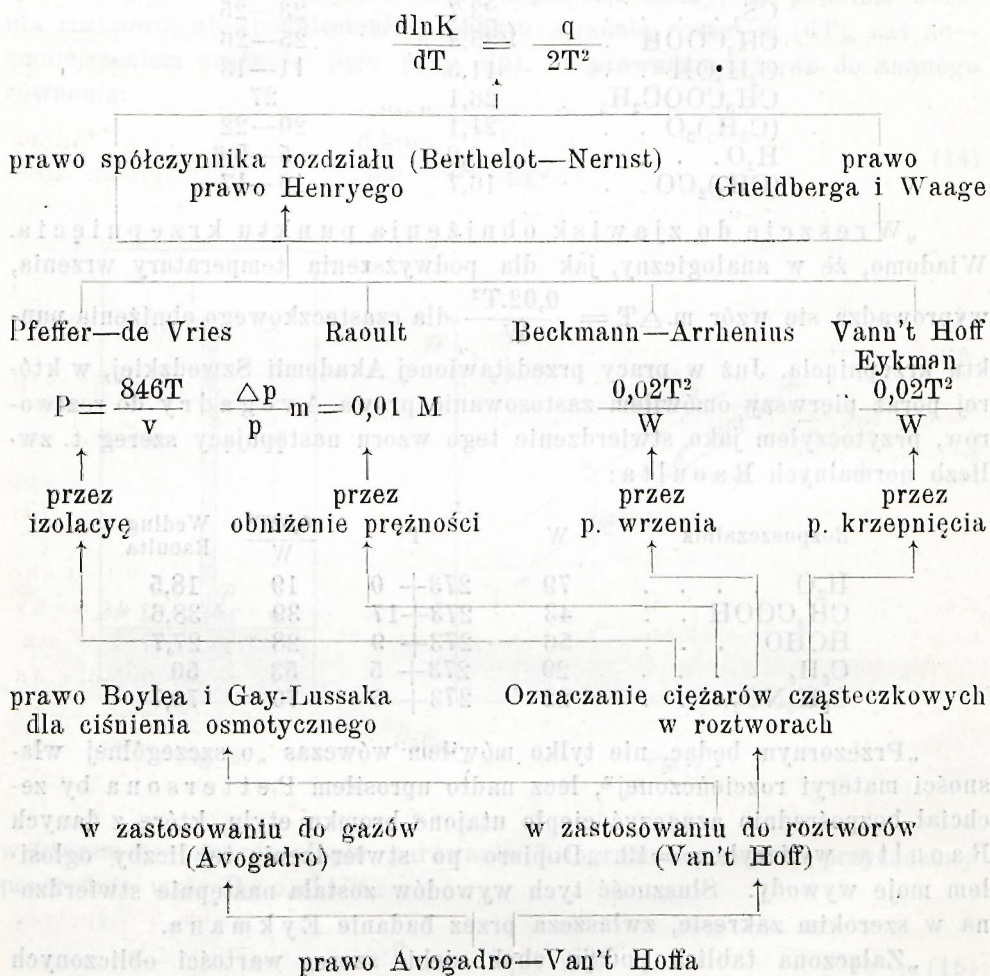 dlnK/dT = q/2T²
prawo spółczynnika rozdziału (Berthelot—Nernst) prawo
prawo Henryego Gueldberga i Waage
Pfeffer—de Vries Raoult Beckmann—Arrhenius Vann't Hoff
Eykman
P = 846T/v △p/p m = 0,01 M 0,02T²/W 0,02T²/W
przez przez przez przez
izolacyę obniżenie prężności p. wrzenia p. krzepnięcia
prawo Boylea i Gay-Lussaka Oznaczanie ciężarów cząsteczkowych
dla ciśnienia osmotycznego w roztworach
w zastosowaniu do gazów w zastosowaniu do roztworów
(Avogadro) (Van't Hoff)
prawo Avogadro—Van't Hoffa